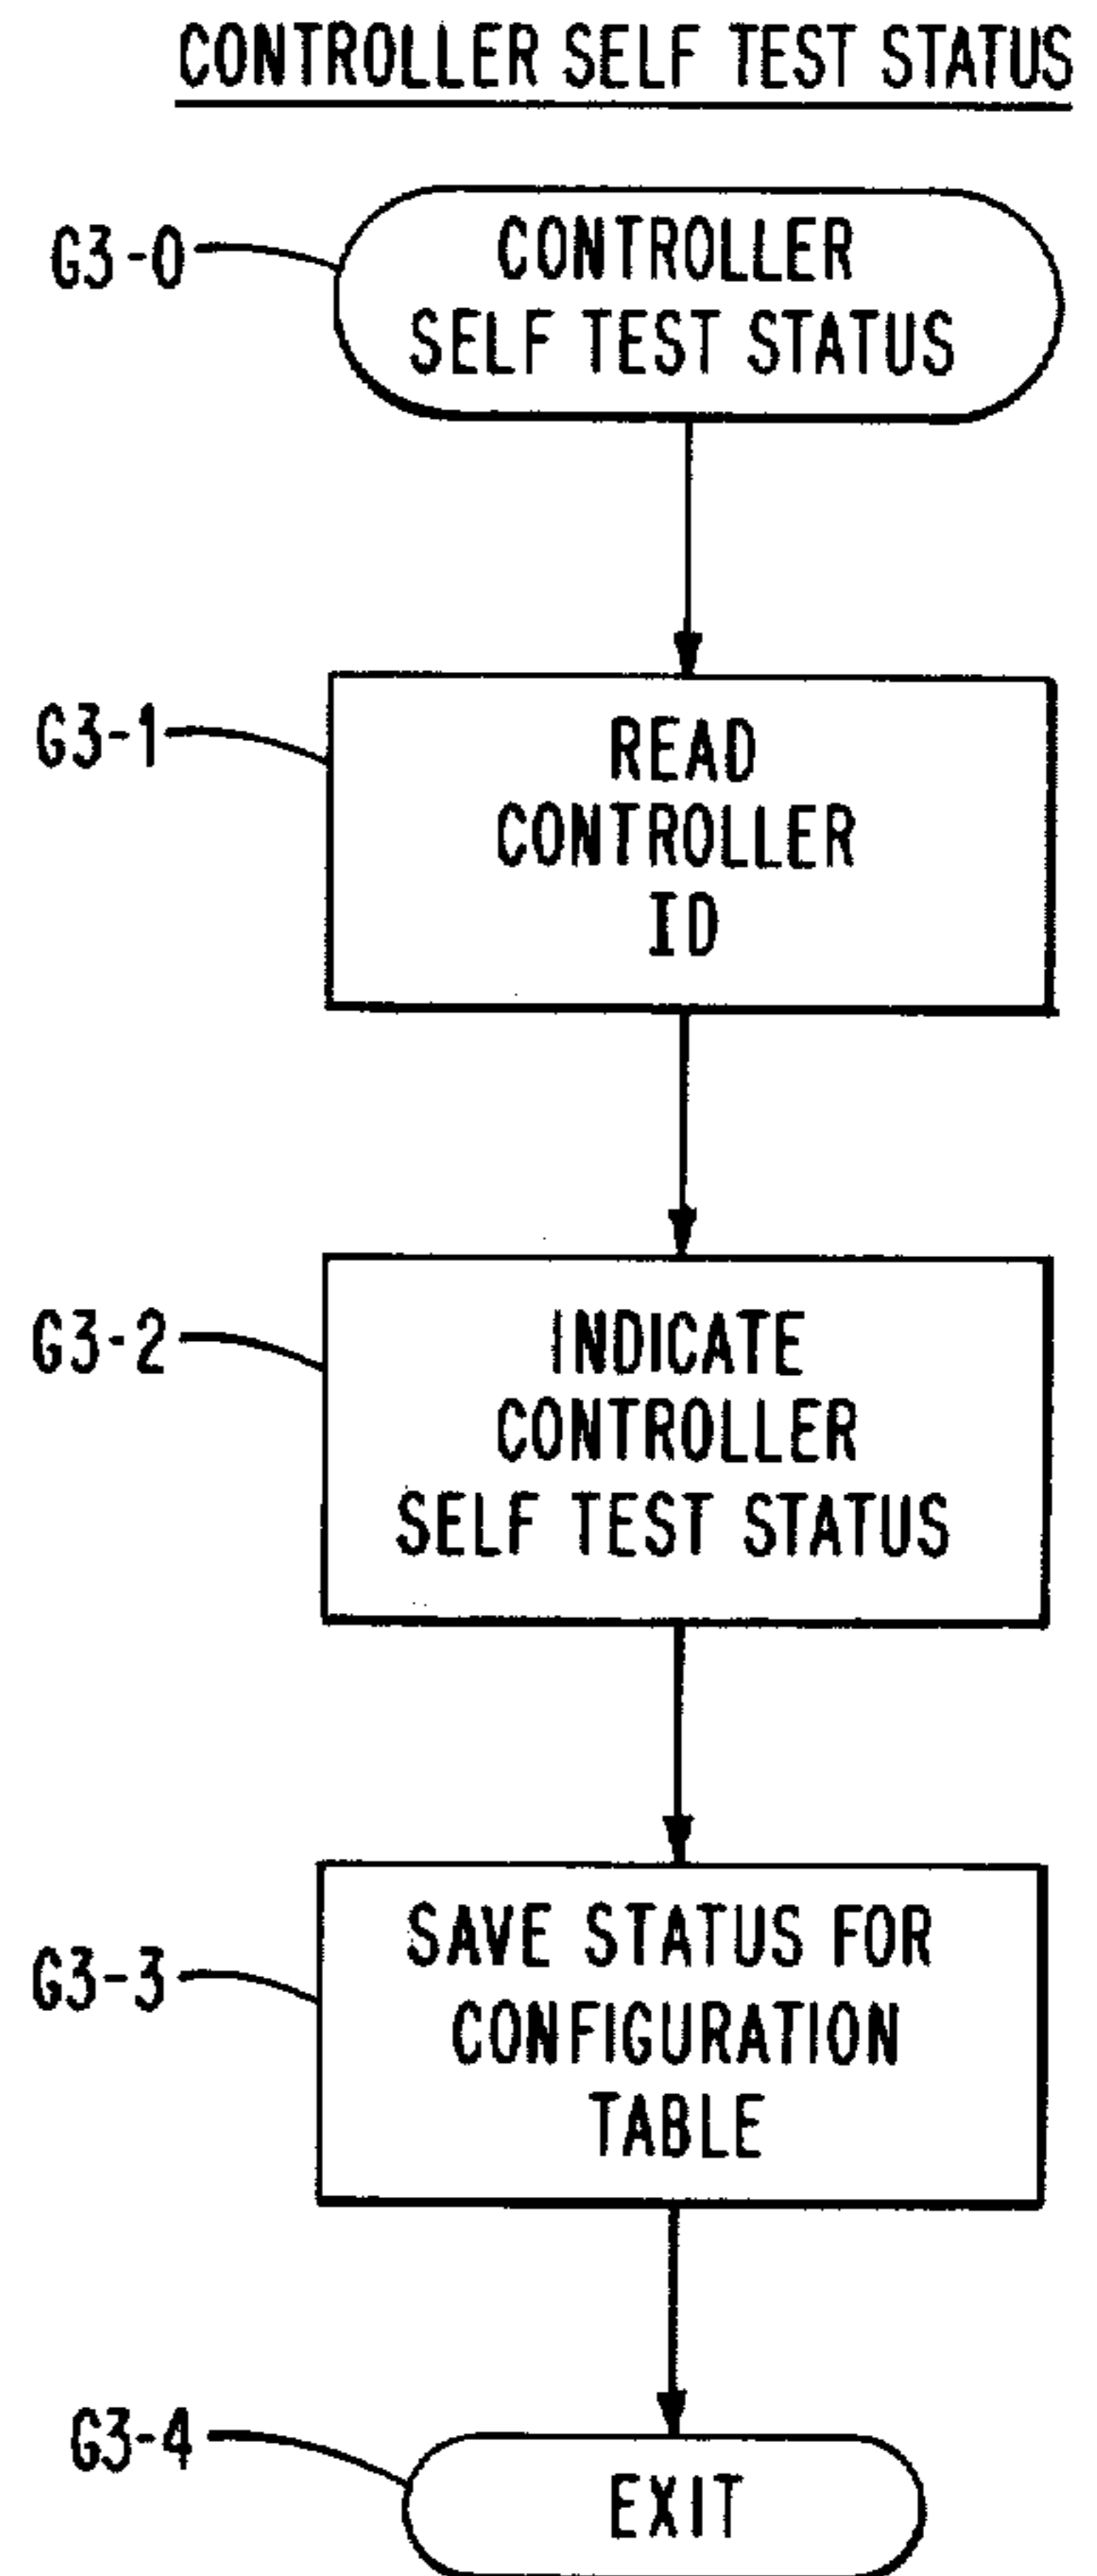 CONTROLLER SELF TEST STATUS
G3-0
CONTROLLER
SELF TEST STATUS
G3-1
READ
CONTROLLER
ID
G3-2
INDICATE
CONTROLLER
SELF TEST STATUS
G3-3
SAVE STATUS FOR
CONFIGURATION
TABLE
G3-4
EXIT